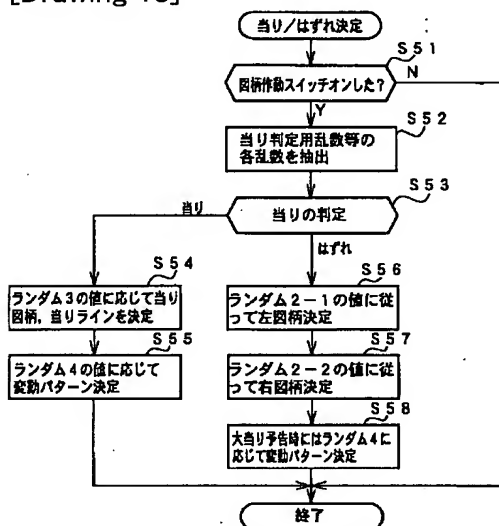 当り／はずれ決定
S51
図柄作動スイッチオンした？
N
Y
S52
当り判定用乱数等の
各乱数を抽出
S53
当りの判定
当り
はずれ
S54
ランダム3の値に応じて当り
図柄，当りラインを決定
S55
ランダム4の値に応じて
変動パターン決定
S56
ランダム2－1の値に従
って左図柄決定
S57
ランダム2－2の値に従
って右図柄決定
S58
大当り予告時にはランダム4に
応じて変動パターン決定
終了